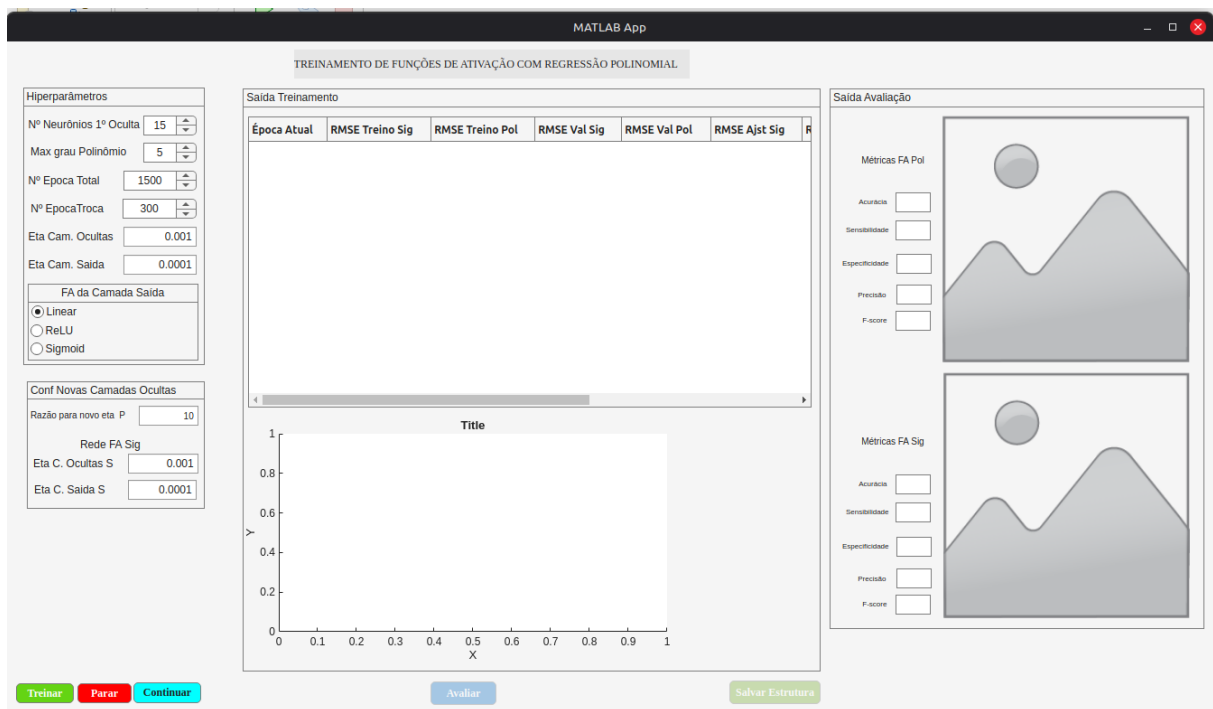 MATLAB App
TREINAMENTO DE FUNÇÕES DE ATIVAÇÃO COM REGRESSÃO POLINOMIAL
Hiperparâmetros
Nº Neurônios 1º Oculta 15
Max grau Polinômio 5
Nº Epoca Total 1500
Nº EpocaTroca 300
Eta Cam. Ocultas 0.001
Eta Cam. Saida 0.0001
FA da Camada Saída
Linear
ReLU
Sigmoid
Conf Novas Camadas Ocultas
Razão para novo eta P 10
Rede FA Sig
Eta C. Ocultas S 0.001
Eta C. Saida S 0.0001
Treinar Parar Continuar
Saída Treinamento
Época Atual RMSE Treino Sig RMSE Treino Pol RMSE Val Sig RMSE Val Pol RMSE Ajst Sig R
Title
1
0.8
0.6
Y
0.4
0.2
0
0 0.1 0.2 0.3 0.4 0.5 0.6 0.7 0.8 0.9 1
X
Avaliar
Salvar Estrutura
Saída Avaliação
Métricas FA Pol
Acurácia
Sensibilidade
Especificidade
Precisão
F-score
Métricas FA Sig
Acurácia
Sensibilidade
Especificidade
Precisão
F-score